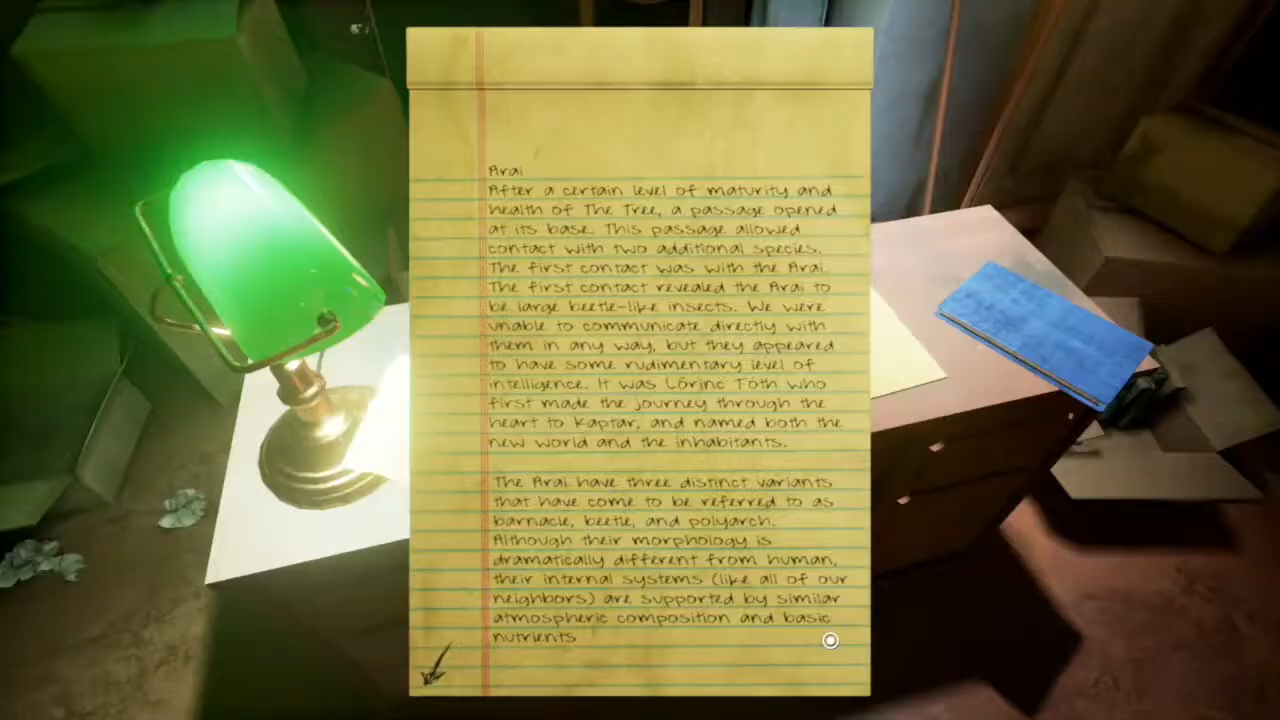 Arai
After a certain level of maturity and
health of The Tree, a passage opened
at its base. This passage allowed
contact with two additional species.
The first contact was with the Arai.
The first contact revealed the Arai to
be large beetle-like insects. We were
unable to communicate directly with
them in any way, but they appeared
to have some rudimentary level of
intelligence. It was Lörinc Tóth who
first made the journey through the
heart to Kaptar, and named both the
new world and the inhabitants.
The Arai have three distinct variants
that have come to be referred to as
barnacle, beetle, and polyarch.
Although their morphology is
dramatically different from human,
their internal systems (like all of our
neighbors) are supported by similar
atmospheric composition and basic
nutrients